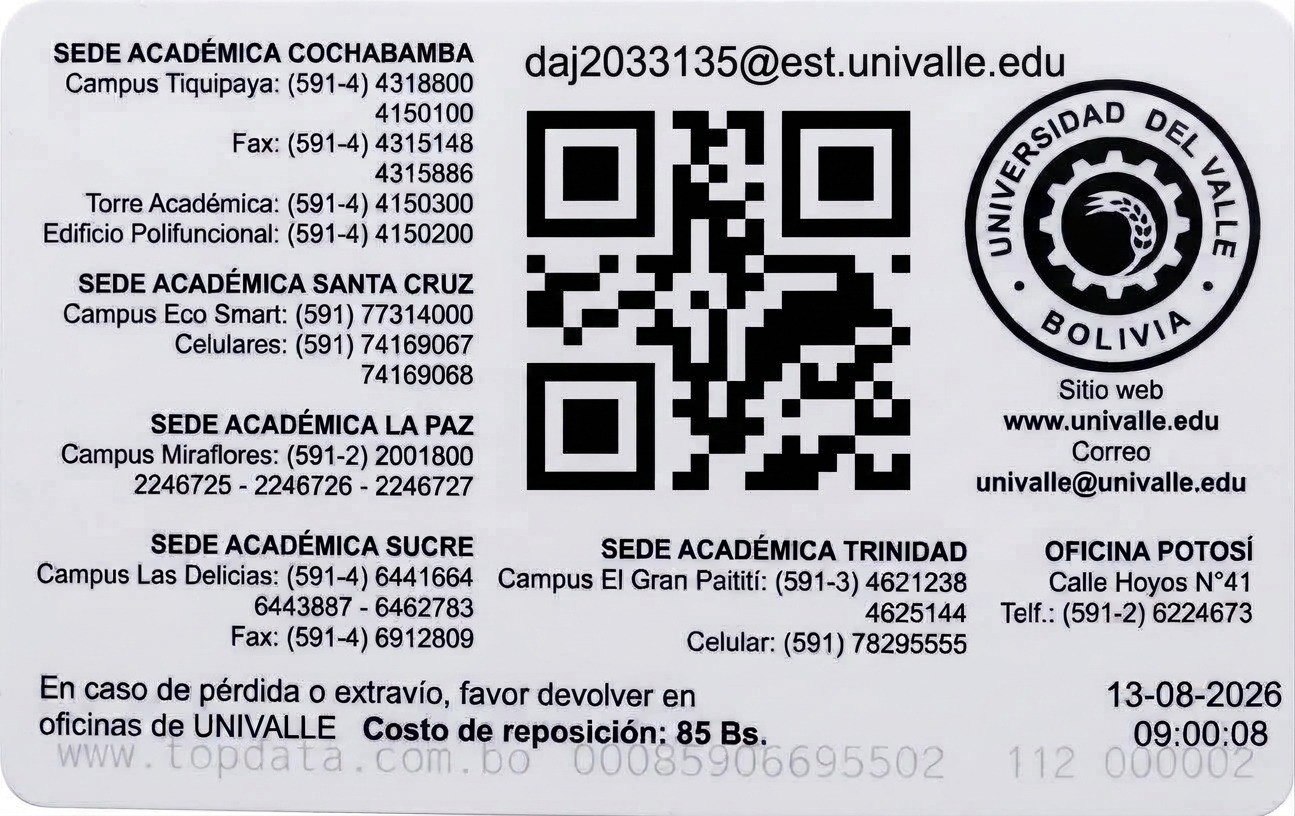 SEDE ACADÉMICA COCHABAMBA
Campus Tiquipaya: (591-4) 4318800
4150100
Fax: (591-4) 4315148
4315886
Torre Académica: (591-4) 4150300
Edificio Polifuncional: (591-4) 4150200
SEDE ACADÉMICA SANTA CRUZ
Campus Eco Smart: (591) 77314000
Celulares: (591) 74169067
74169068
SEDE ACADÉMICA LA PAZ
Campus Miraflores: (591-2) 2001800
2246725 - 2246726 - 2246727
SEDE ACADÉMICA SUCRE
Campus Las Delicias: (591-4) 6441664
6443887 - 6462783
Fax: (591-4) 6912809
daj2033135@est.univalle.edu
UNIVERSIDAD DEL VALLE
• BOLIVIA •
Sitio web
www.univalle.edu
Correo
univalle@univalle.edu
SEDE ACADÉMICA TRINIDAD
Campus El Gran Paitití: (591-3) 4621238
4625144
Celular: (591) 78295555
OFICINA POTOSÍ
Calle Hoyos N°41
Telf.: (591-2) 6224673
En caso de pérdida o extravío, favor devolver en
oficinas de UNIVALLE Costo de reposición: 85 Bs.
13-08-2026
09:00:08
www.topdata.com.bo 00085906695502 112 000002